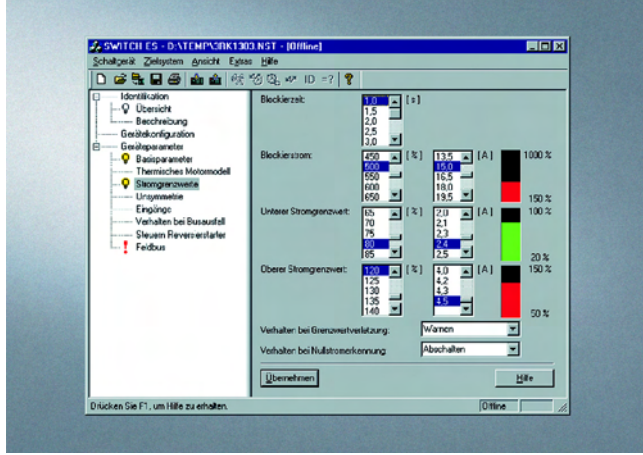 SWITCH ES - D:\TEMP\3RK1303.NST - [Offline]
Schaltgerät Zielsystem Ansicht Extras Hilfe
ID =? ?
Identifikation
Übersicht
Beschreibung
Gerätekonfiguration
Geräteparameter
Basisparameter
Thermisches Motormodell
Stromgrenzwerte
Unsymmetrie
Eingänge
Verhalten bei Busausfall
Steuern Reversierstarter
! Feldbus
Blockierzeit: [s]
1,0
1,5
2,0
2,5
3,0
Blockierstrom: [%] [A]
450 13,5 1000 %
500 15,0
550 16,5
600 18,0
650 19,5 150 %
Unterer Stromgrenzwert: [%] [A]
65 2,0 100 %
70 2,1
75 2,3
80 2,4
85 2,5 20 %
Oberer Stromgrenzwert: [%] [A]
120 4,0 150 %
125 4,2
130 4,3
135 4,5
140 50 %
Verhalten bei Grenzwertverletzung: Warnen
Verhalten bei Nullstromerkennung: Abschalten
Übernehmen Hilfe
Drücken Sie F1, um Hilfe zu erhalten. Offline